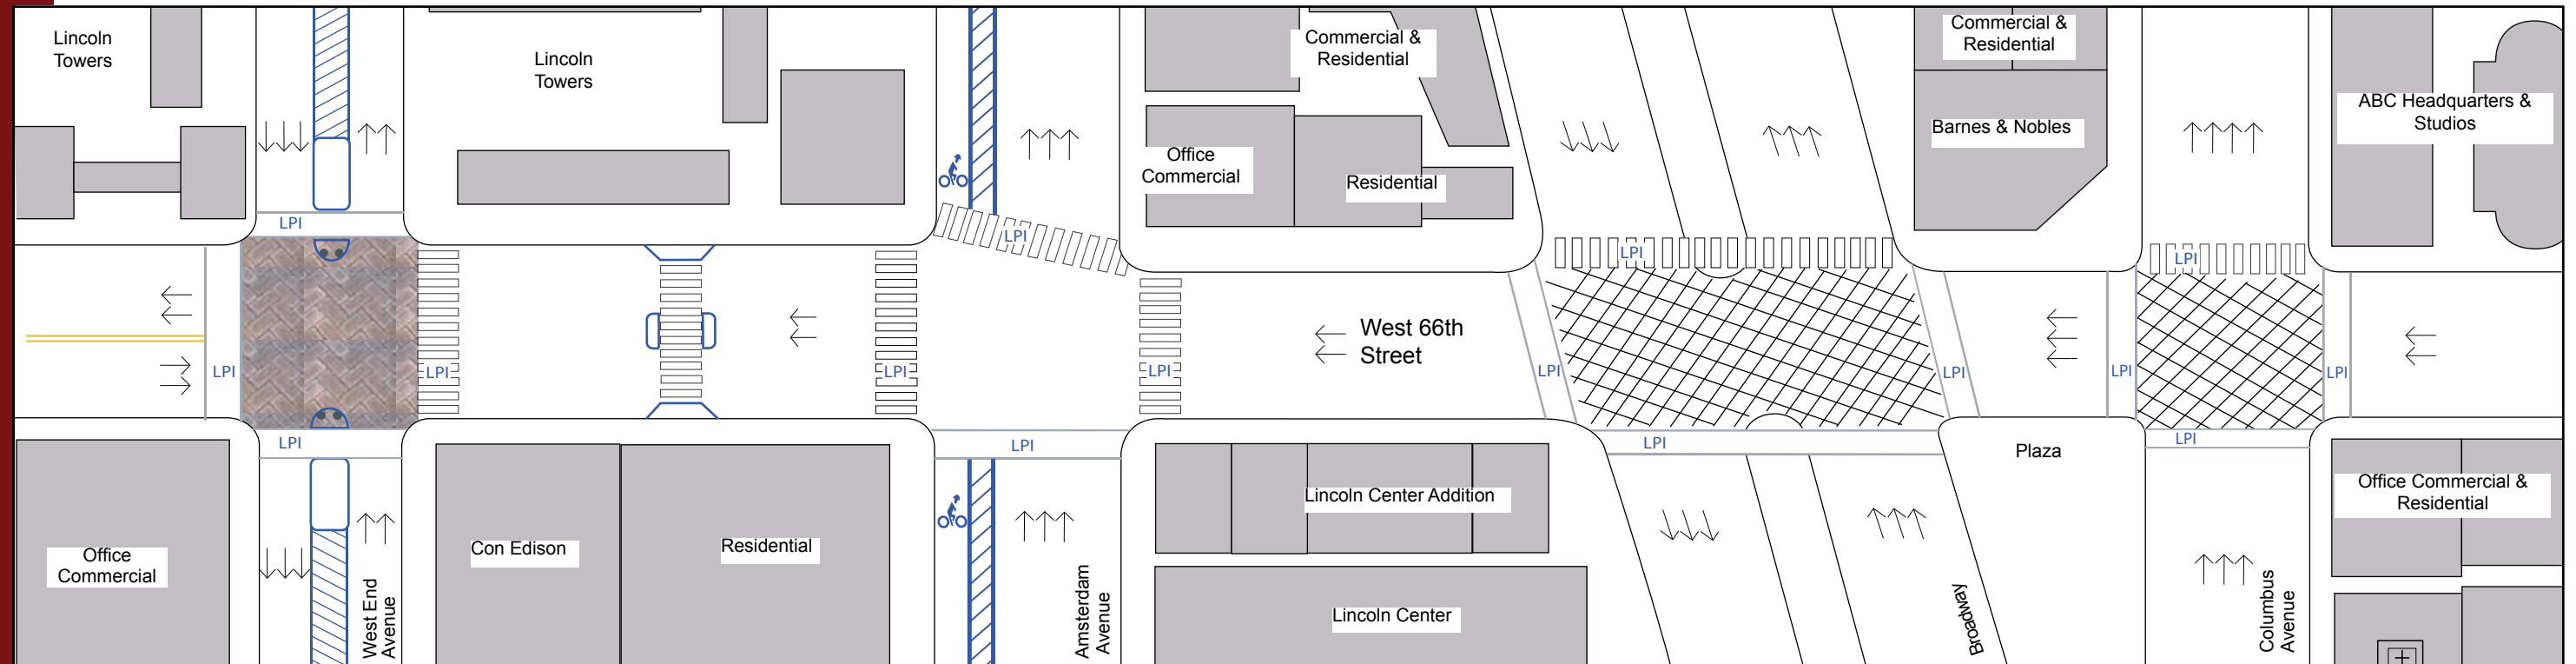 Lincoln
Towers
Lincoln
Towers
Commercial &
Residential
Commercial &
Residential
ABC Headquarters &
Studios
Barnes & Nobles
Office
Commercial
Residential
LPI
LPI
LPI
LPI
West 66th
Street
LPI
LPI
LPI
LPI
LPI
LPI
LPI
LPI
LPI
LPI
LPI
LPI
LPI
Plaza
Office
Commercial
Con Edison
Residential
Lincoln Center Addition
Office Commercial &
Residential
Lincoln Center
West End
Avenue
Amsterdam
Avenue
Broadway
Columbus
Avenue